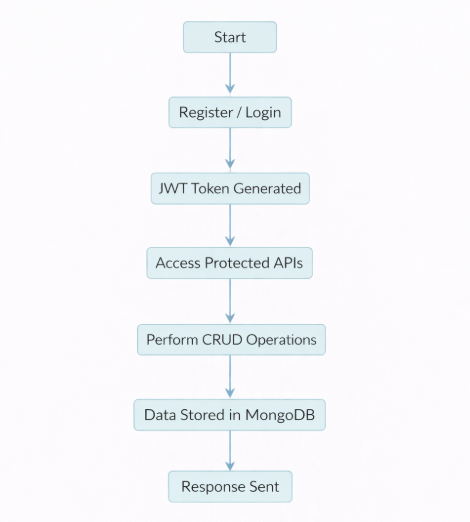 Start
Register / Login
JWT Token Generated
Access Protected APIs
Perform CRUD Operations
Data Stored in MongoDB
Response Sent